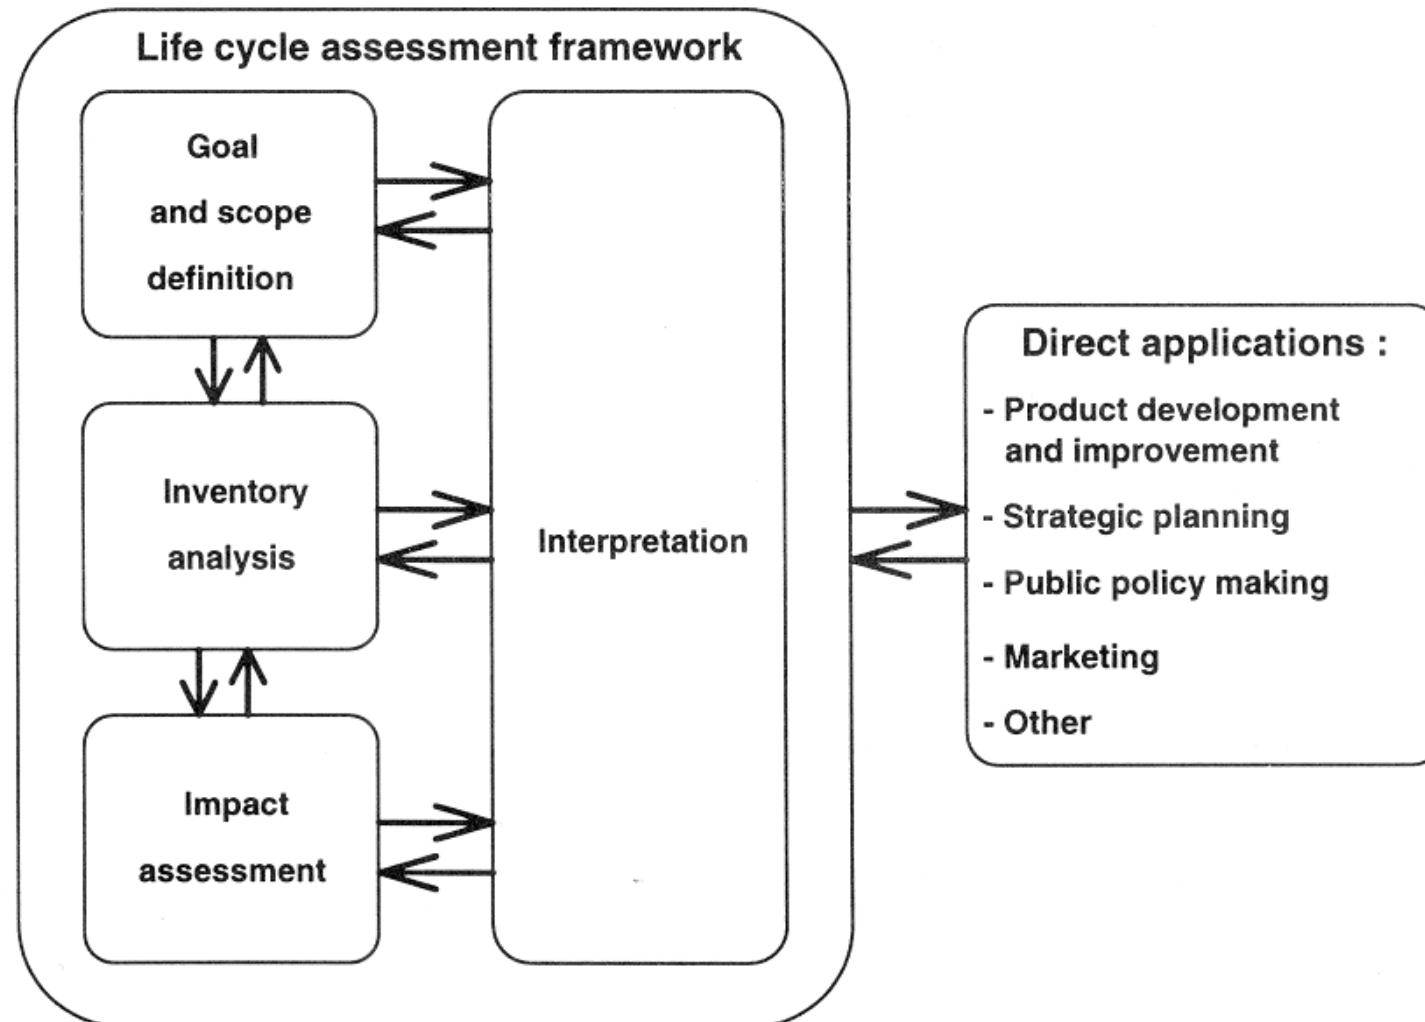 Life cycle assessment framework
Goal
and scope
definition
Inventory
analysis
Impact
assessment
Interpretation
Direct applications :
- Product development
and improvement
- Strategic planning
- Public policy making
- Marketing
- Other